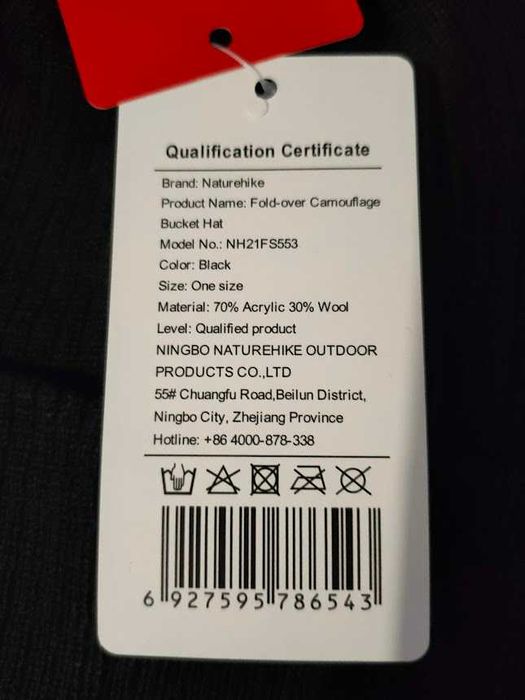 Qualification Certificate
Brand: Naturehike
Product Name: Fold-over Camouflage
Bucket Hat
Model No.: NH21FS553
Color: Black
Size: One size
Material: 70% Acrylic 30% Wool
Level: Qualified product
NINGBO NATUREHIKE OUTDOOR
PRODUCTS CO.,LTD
55# Chuangfu Road,Beilun District,
Ningbo City, Zhejiang Province
Hotline: +86 4000-878-338
6 927595 786543